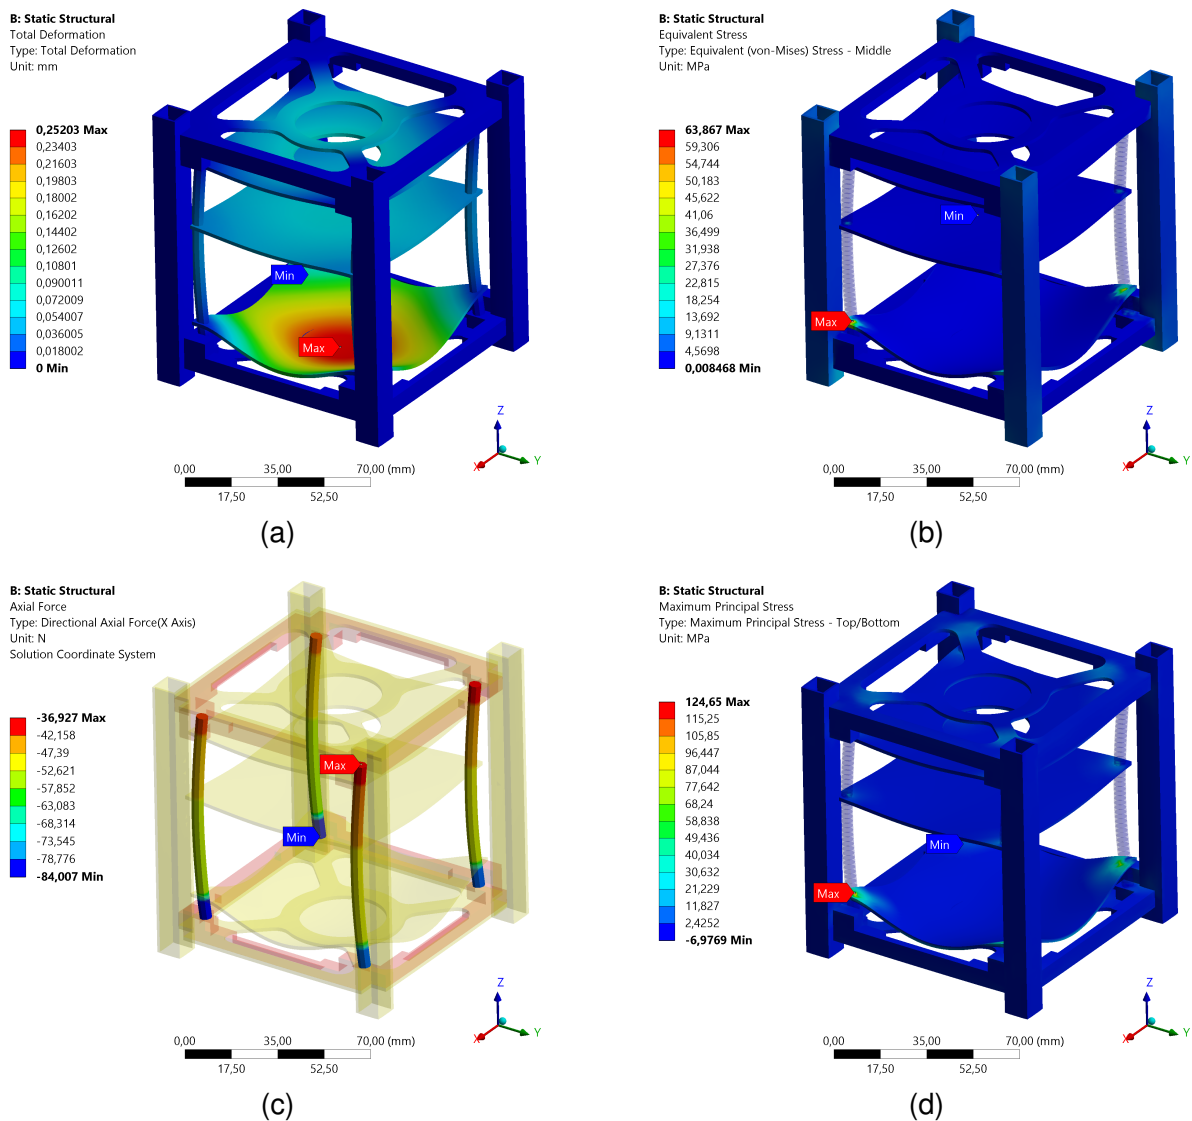 B: Static Structural
Total Deformation
Type: Total Deformation
Unit: mm
0,25203 Max
0,23403
0,21603
0,19803
0,18002
0,16202
0,14402
0,12602
0,10801
0,090011
0,072009
0,054007
0,036005
0,018002
0 Min
Min
Max
Z
X
Y
0,00 35,00 70,00 (mm)
17,50 52,50
(a)
B: Static Structural
Equivalent Stress
Type: Equivalent (von-Mises) Stress - Middle
Unit: MPa
63,867 Max
59,306
54,744
50,183
45,622
41,06
36,499
31,938
27,376
22,815
18,254
13,692
9,1311
4,5698
0,008468 Min
Min
Max
Z
X
Y
0,00 35,00 70,00 (mm)
17,50 52,50
(b)
B: Static Structural
Axial Force
Type: Directional Axial Force(X Axis)
Unit: N
Solution Coordinate System
-36,927 Max
-42,158
-47,39
-52,621
-57,852
-63,083
-68,314
-73,545
-78,776
-84,007 Min
Max
Min
Z
X
Y
0,00 35,00 70,00 (mm)
17,50 52,50
(c)
B: Static Structural
Maximum Principal Stress
Type: Maximum Principal Stress - Top/Bottom
Unit: MPa
124,65 Max
115,25
105,85
96,447
87,044
77,642
68,24
58,838
49,436
40,034
30,632
21,229
11,827
2,4252
-6,9769 Min
Min
Max
Z
X
Y
0,00 35,00 70,00 (mm)
17,50 52,50
(d)